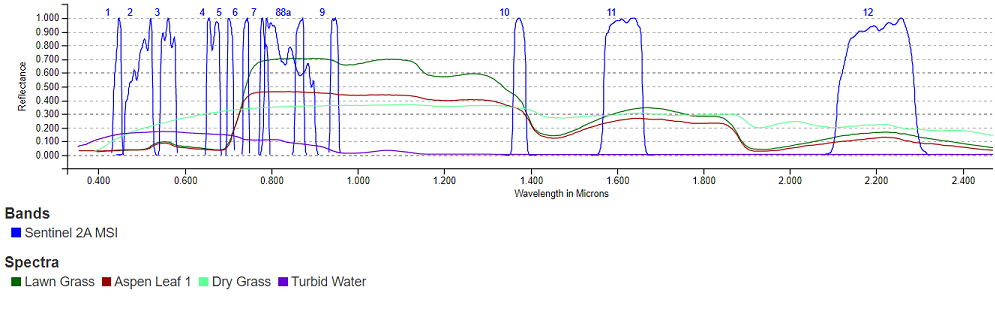 1 2 3 4 5 6 7 88a 9 10 11 12
1.000
0.900
0.800
0.700
0.600
0.500
0.400
0.300
0.200
0.100
0.000
Reflectance
0.400 0.600 0.800 1.000 1.200 1.400 1.600 1.800 2.000 2.200 2.400
Wavelength in Microns
Bands
Sentinel 2A MSI
Spectra
Lawn Grass Aspen Leaf 1 Dry Grass Turbid Water